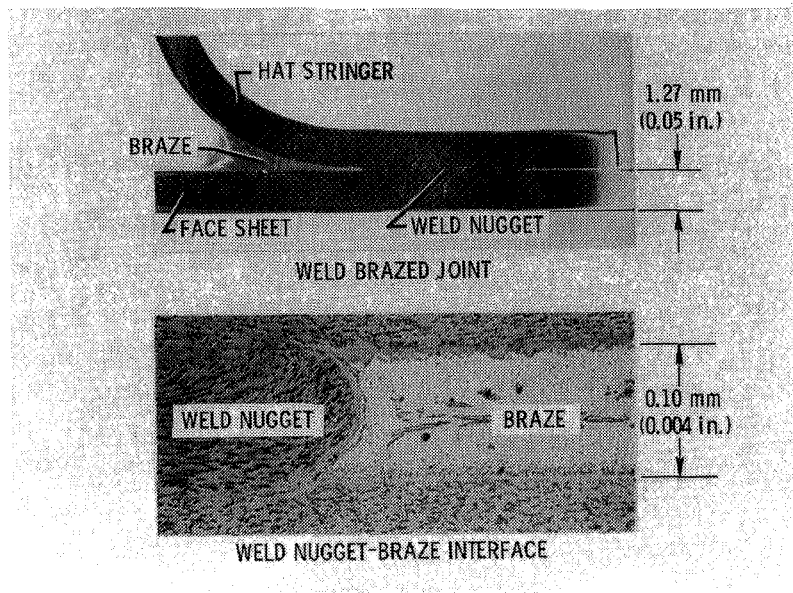 HAT STRINGER
1.27 mm
(0.05 in.)
BRAZE
FACE SHEET
WELD NUGGET
WELD BRAZED JOINT
WELD NUGGET
BRAZE
0.10 mm
(0.004 in.)
WELD NUGGET-BRAZE INTERFACE